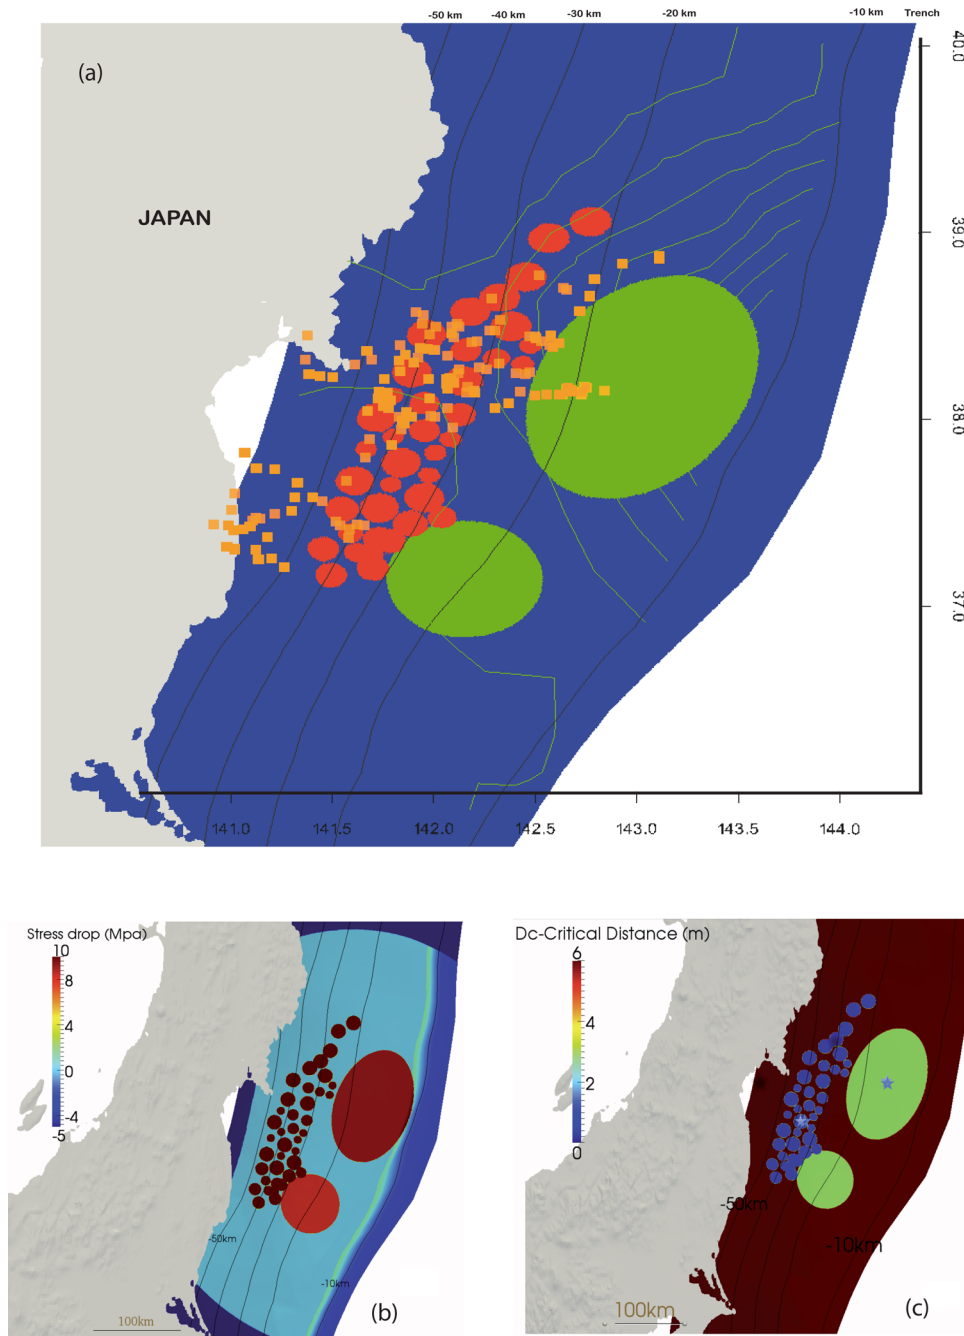 -50 km -40 km -30 km -20 km -10 km Trench
(a)
40.0
JAPAN
39.0
38.0
37.0
141.0 141.5 142.0 142.5 143.0 143.5 144.0
Stress drop (Mpa)
10
8
4
0
-4
-5
-50km
-10km
100km
(b)
Dc-Critical Distance (m)
6
4
2
0
-50km
-10km
100km
(c)